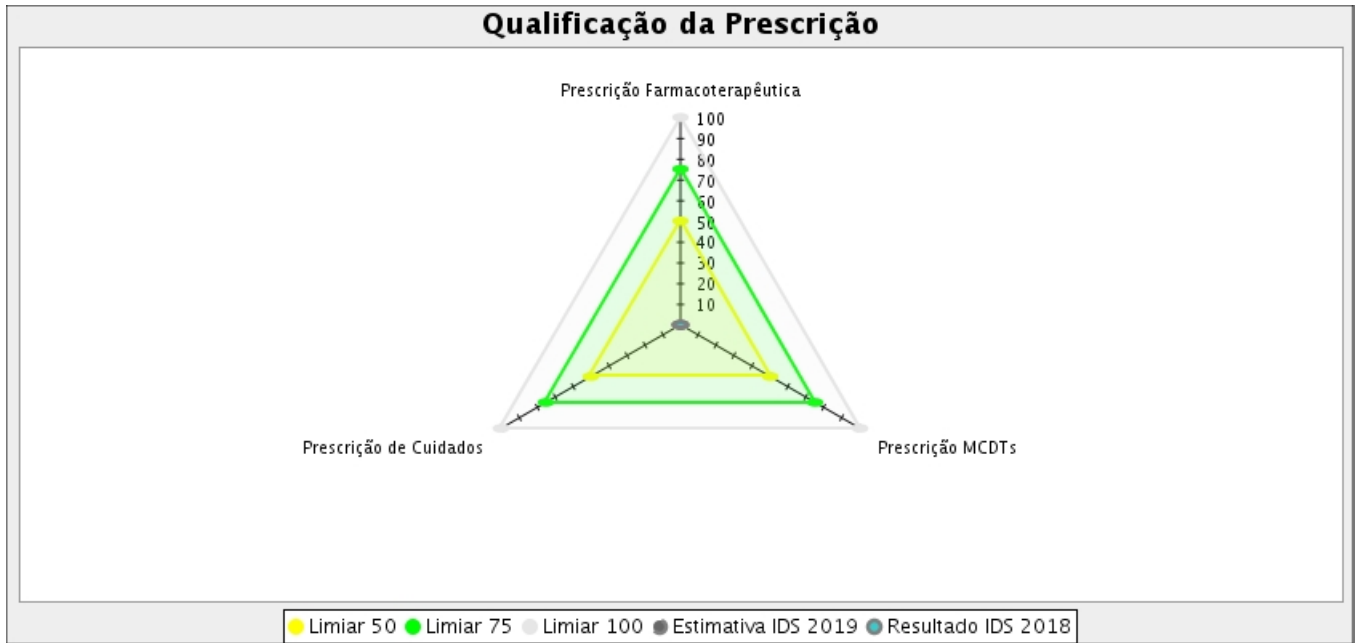 Qualificação da Prescrição
Prescrição Farmacoterapêutica
100
90
80
70
60
50
40
30
20
10
Prescrição de Cuidados
Prescrição MCDTs
Limiar 50 Limiar 75 Limiar 100 Estimativa IDS 2019 Resultado IDS 2018